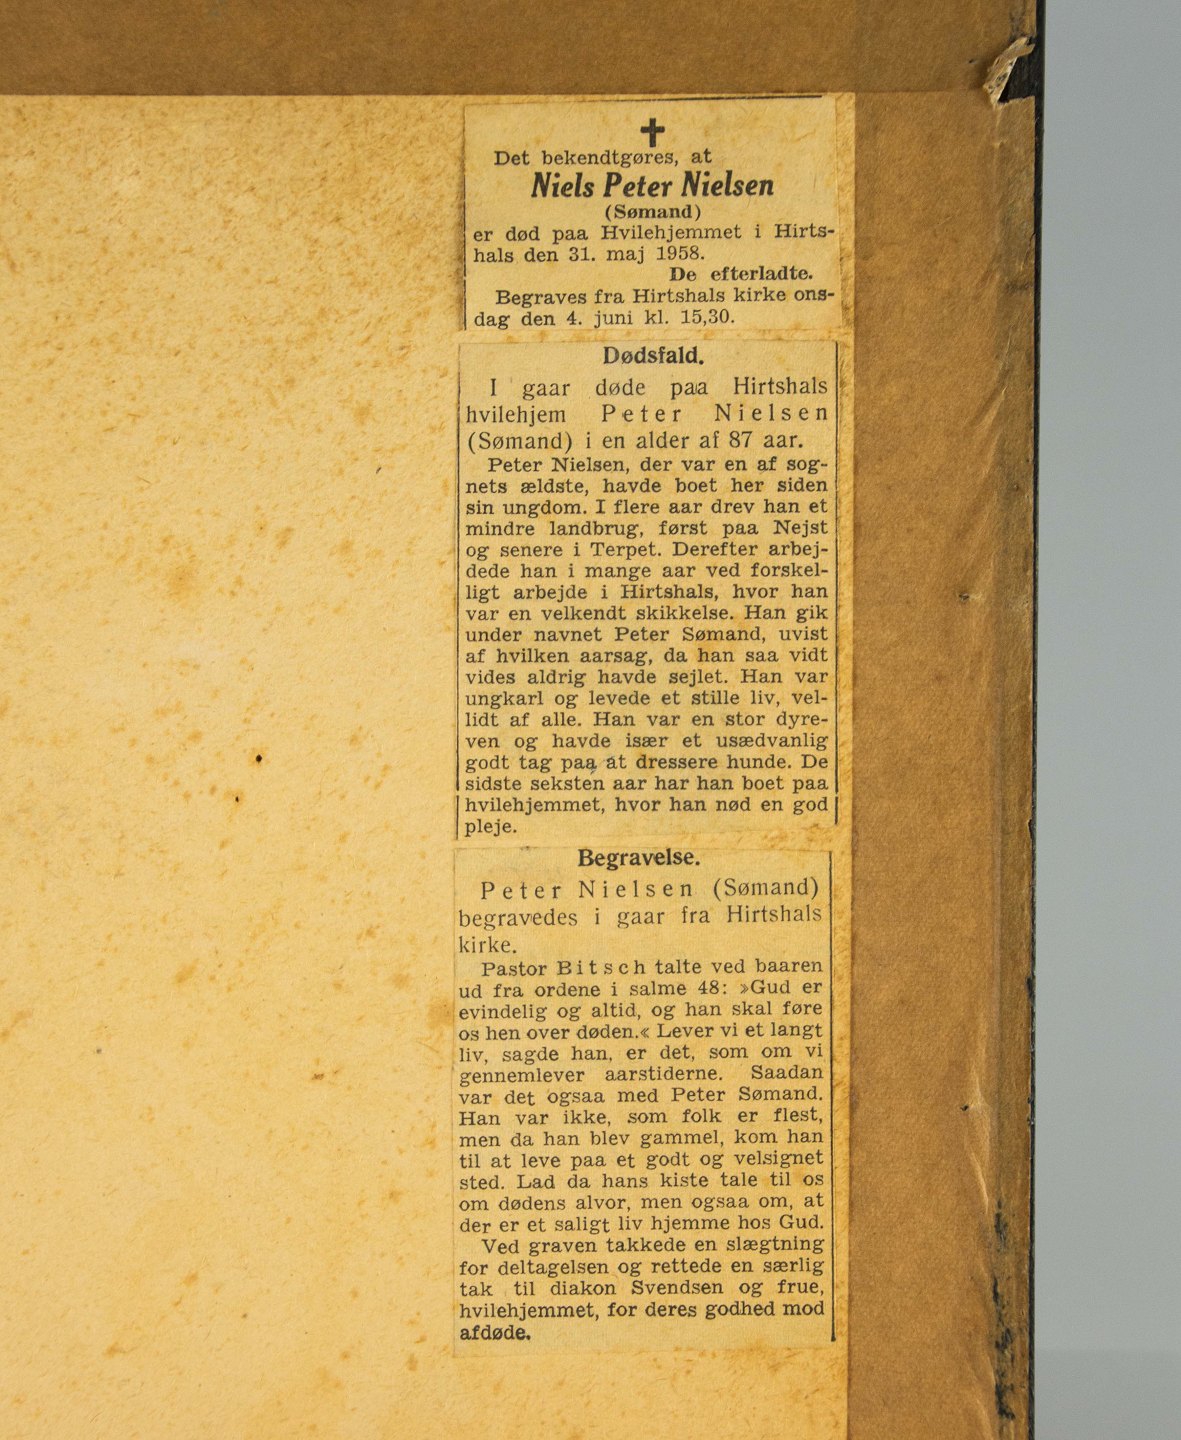 ✝
Det bekendtgøres, at
Niels Peter Nielsen
(Sømand)
er død paa Hvilehjemmet i Hirts-
hals den 31. maj 1958.
De efterladte.
Begraves fra Hirtshals kirke ons-
dag den 4. juni kl. 15,30.
Dødsfald.
I gaar døde paa Hirtshals
hvilehjem Peter Nielsen
(Sømand) i en alder af 87 aar.
Peter Nielsen, der var en af sog-
nets ældste, havde boet her siden
sin ungdom. I flere aar drev han et
mindre landbrug, først paa Nejst
og senere i Terpet. Derefter arbej-
dede han i mange aar ved forskel-
ligt arbejde i Hirtshals, hvor han
var en velkendt skikkelse. Han gik
under navnet Peter Sømand, uvist
af hvilken aarsag, da han saa vidt
vides aldrig havde sejlet. Han var
ungkarl og levede et stille liv, vel-
lidt af alle. Han var en stor dyre-
ven og havde især et usædvanlig
godt tag paa at dressere hunde. De
sidste seksten aar har han boet paa
hvilehjemmet, hvor han nød en god
pleje.
Begravelse.
Peter Nielsen (Sømand)
begravedes i gaar fra Hirtshals
kirke.
Pastor Bitsch talte ved baaren
ud fra ordene i salme 48: »Gud er
evindelig og altid, og han skal føre
os hen over døden.« Lever vi et langt
liv, sagde han, er det, som om vi
gennemlever aarstiderne. Saadan
var det ogsaa med Peter Sømand.
Han var ikke, som folk er flest,
men da han blev gammel, kom han
til at leve paa et godt og velsignet
sted. Lad da hans kiste tale til os
om dødens alvor, men ogsaa om, at
der er et saligt liv hjemme hos Gud.
Ved graven takkede en slægtning
for deltagelsen og rettede en særlig
tak til diakon Svendsen og frue,
hvilehjemmet, for deres godhed mod
afdøde.